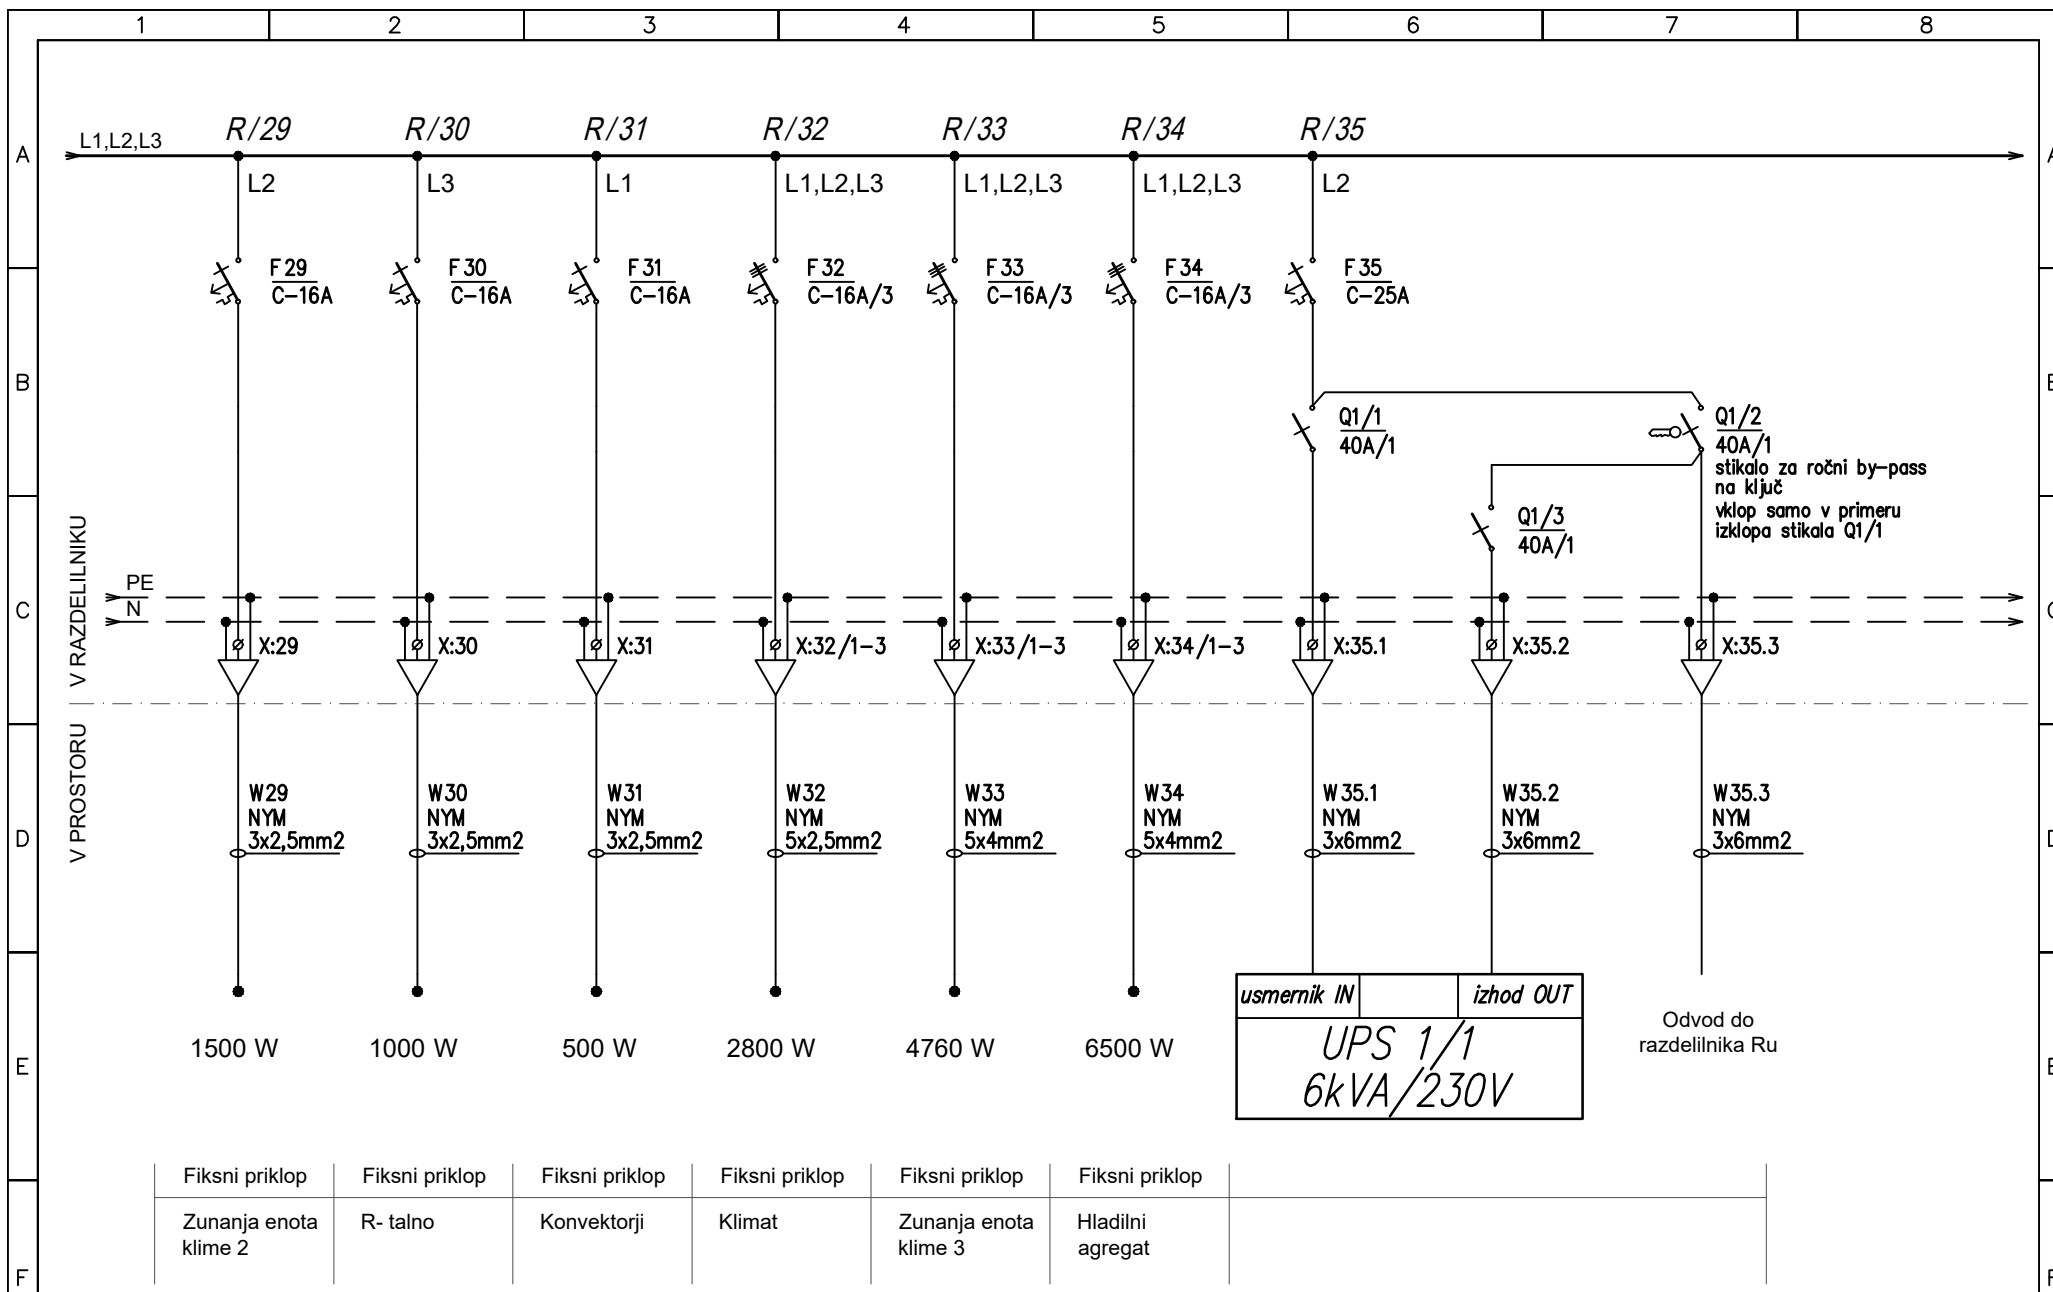 1 2 3 4 5 6 7 8
R/29 R/30 R/31 R/32 R/33 R/34 R/35
L1,L2,L3
A A
L2 L3 L1 L1,L2,L3 L1,L2,L3 L1,L2,L3 L2
F29 F30 F31 F32 F33 F34 F35
C-16A C-16A C-16A C-16A/3 C-16A/3 C-16A/3 C-25A
B
Q1/1 Q1/2
40A/1 40A/1
stikalo za ročni by-pass
na ključ
vklop samo v primeru
izklopa stikala Q1/1
Q1/3
40A/1
V RAZDELILNIKU
PE
N
C
X:29 X:30 X:31 X:32/1-3 X:33/1-3 X:34/1-3 X:35.1 X:35.2 X:35.3
V PROSTORU
W29 W30 W31 W32 W33 W34 W35.1 W35.2 W35.3
NYM NYM NYM NYM NYM NYM NYM NYM NYM
3x2,5mm2 3x2,5mm2 3x2,5mm2 5x2,5mm2 5x4mm2 5x4mm2 3x6mm2 3x6mm2 3x6mm2
D
usmernik IN izhod OUT
UPS 1/1
6kVA/230V
Odvod do
razdelilnika Ru
1500 W 1000 W 500 W 2800 W 4760 W 6500 W
E
Fiksni priklop Fiksni priklop Fiksni priklop Fiksni priklop Fiksni priklop Fiksni priklop
Zunanja enota R- talno Konvektorji Klimat Zunanja enota Hladilni
klime 2 klime 3 agregat
F